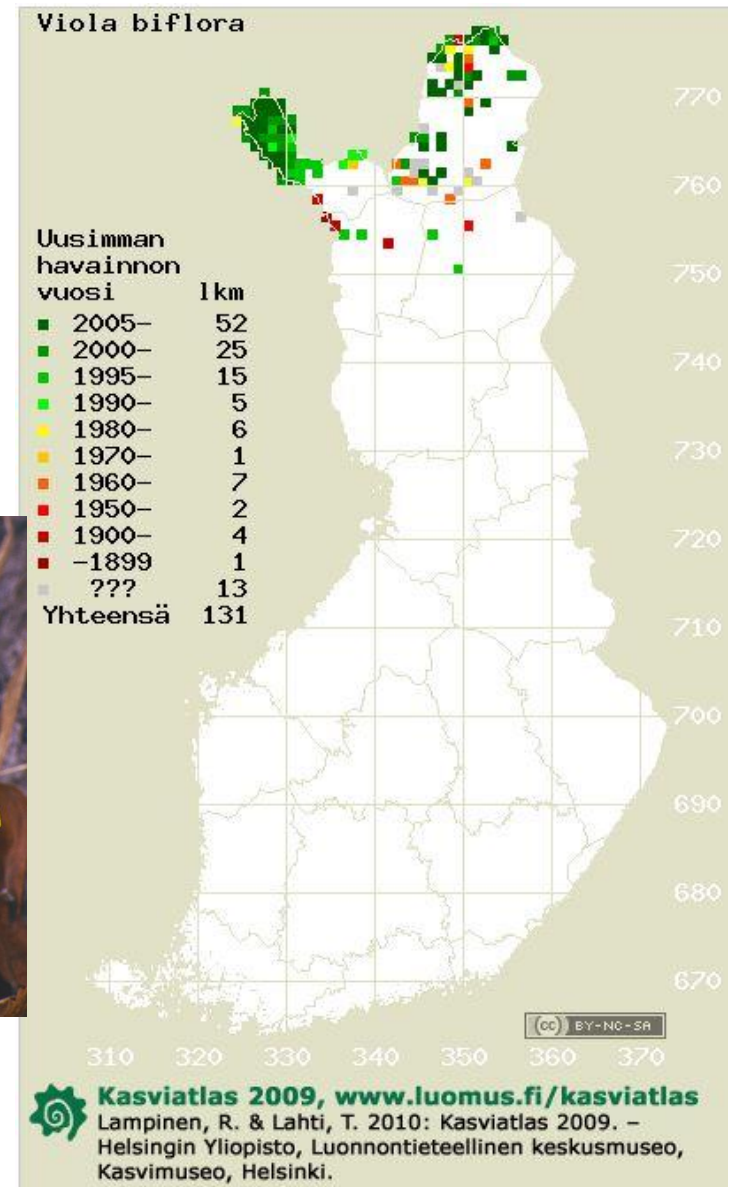 Viola biflora
770
760
750
740
730
720
710
700
690
680
670
Uusimman
havainnon
vuosi lkm
2005- 52
2000- 25
1995- 15
1990- 5
1980- 6
1970- 1
1960- 7
1950- 2
1900- 4
-1899 1
??? 13
Yhteensä 131
(cc) BY-NC-SA
310 320 330 340 350 360 370
Kasviatlas 2009, www.luomus.fi/kasviatlas
Lampinen, R. & Lahti, T. 2010: Kasviatlas 2009. –
Helsingin Yliopisto, Luonnontieteellinen keskusmuseo,
Kasvimuseo, Helsinki.